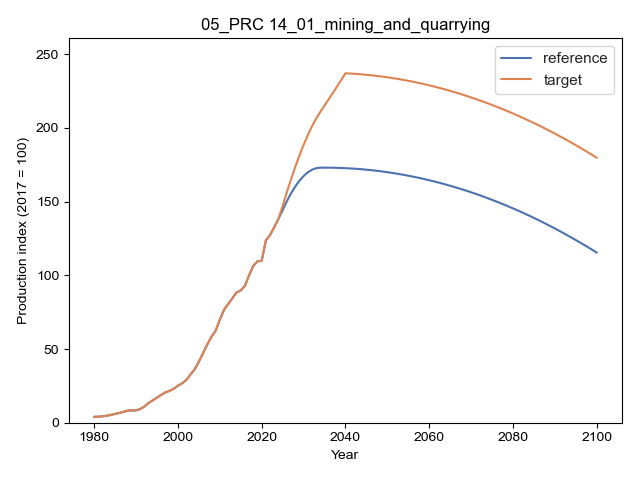 05_PRC 14_01_mining_and_quarrying
reference
target
Production index (2017 = 100)
250
200
150
100
50
0
1980
2000
2020
2040
2060
2080
2100
Year